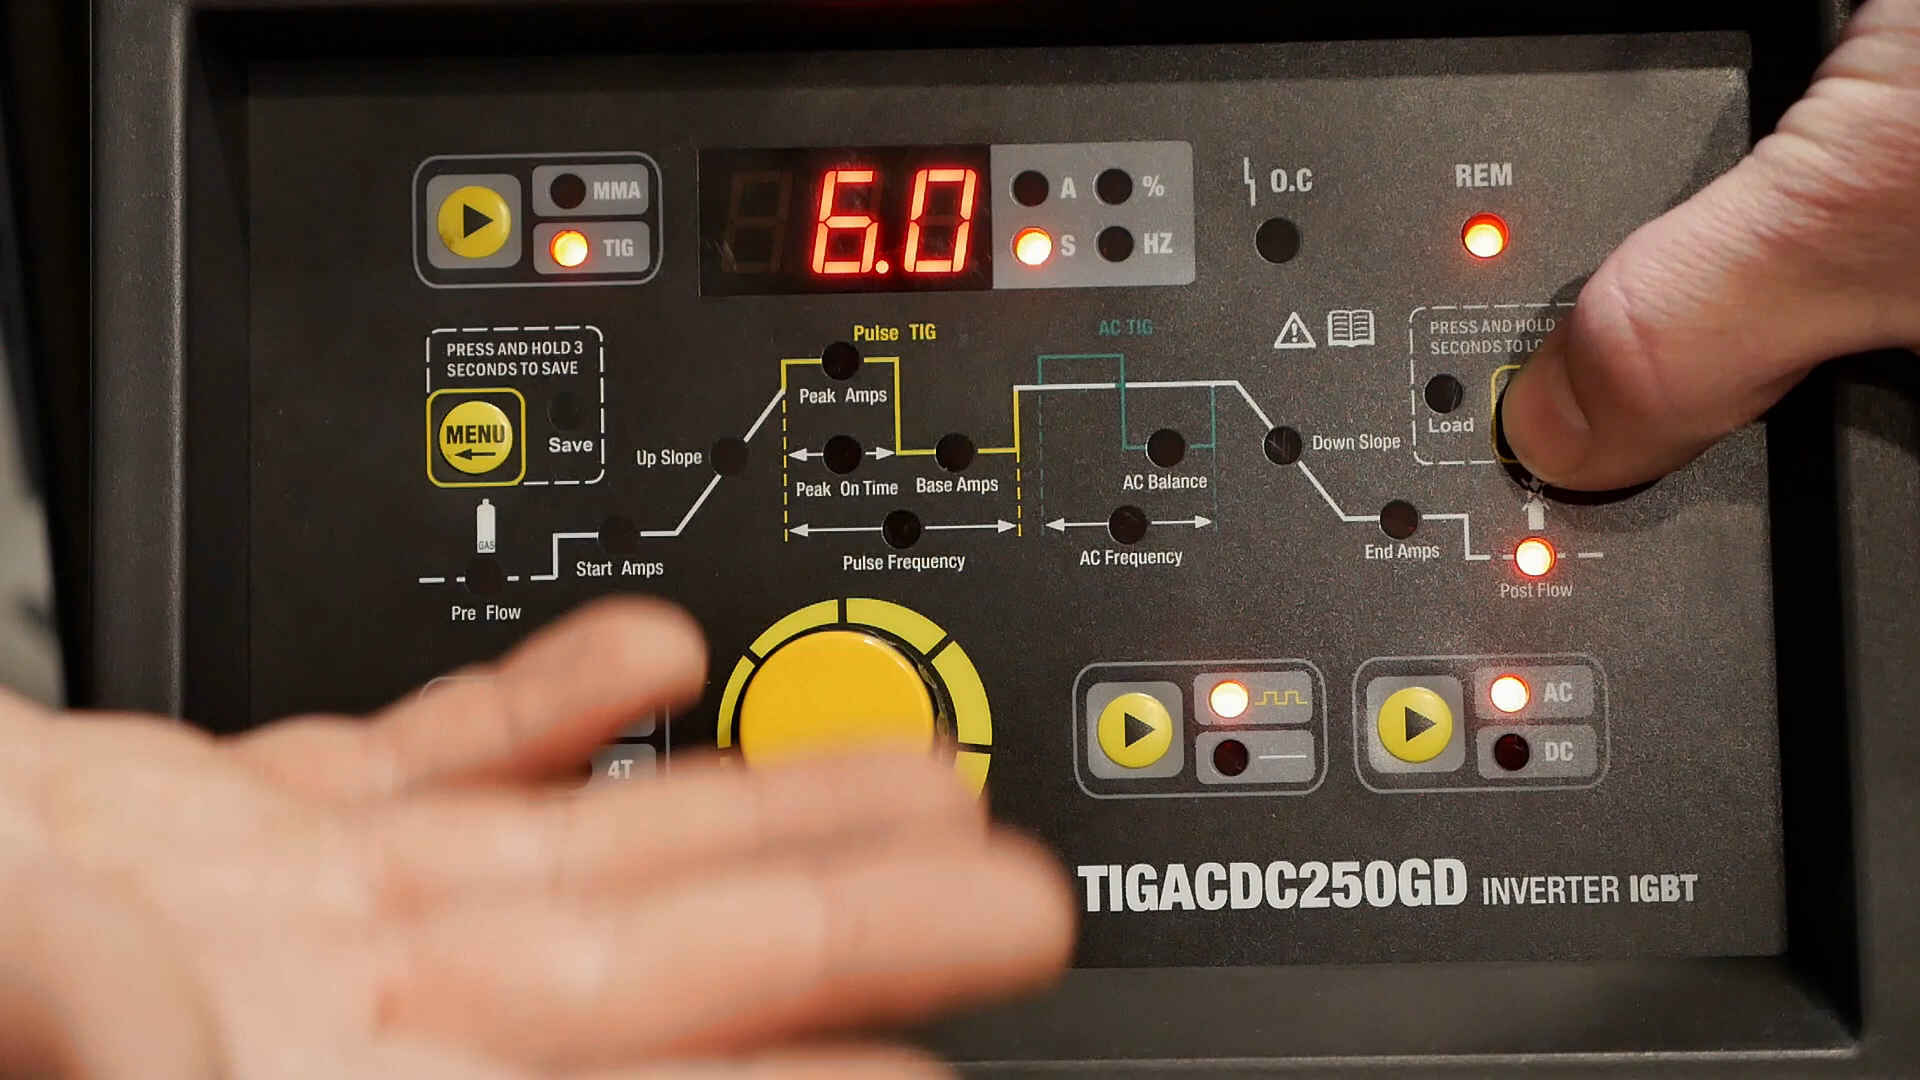 MMA
TIG
6.0
A
%
S
HZ
O.C
REM
PRESS AND HOLD 3
SECONDS TO SAVE
MENU
Save
GAS
Pre Flow
Start Amps
Up Slope
Pulse TIG
Peak Amps
Peak On Time
Base Amps
Pulse Frequency
AC TIG
AC Balance
AC Frequency
Down Slope
End Amps
PRESS AND HOLD
SECONDS TO
Load
Post Flow
4T
AC
DC
TIGACDC250GD INVERTER IGBT